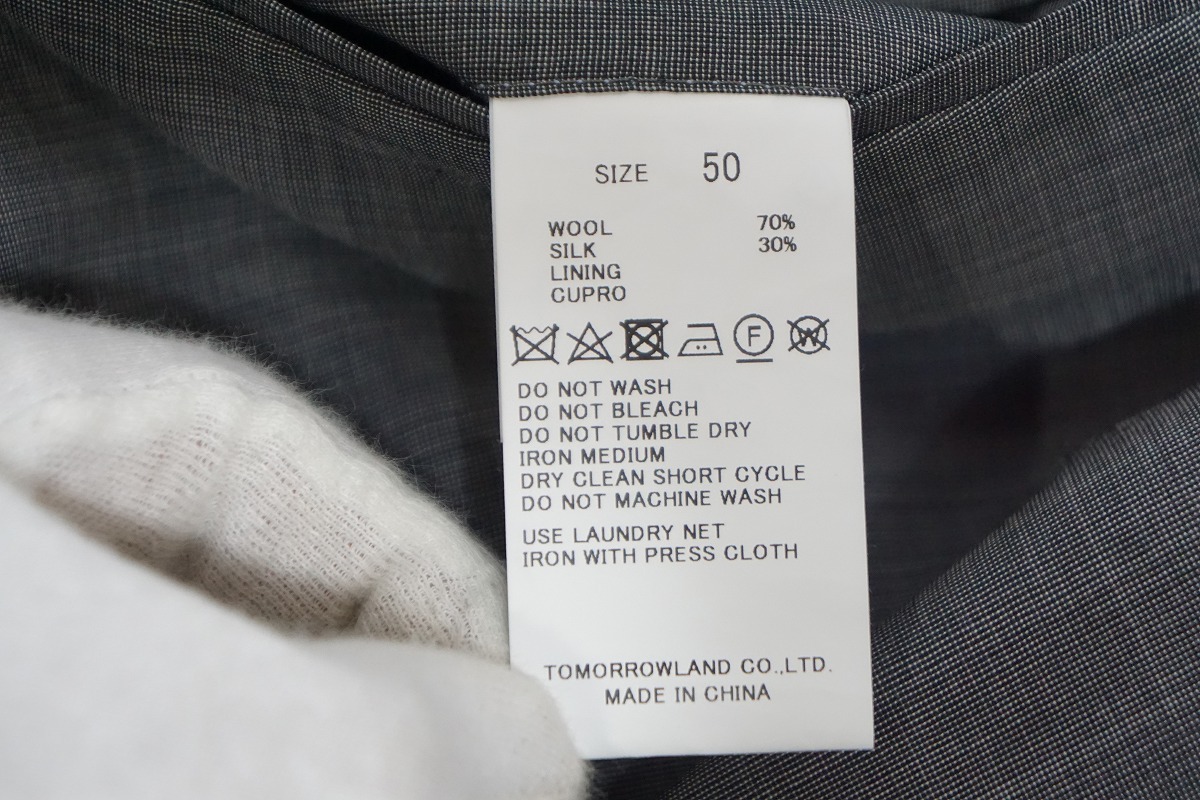 SIZE 50
WOOL 70%
SILK 30%
LINING
CUPRO
F W
DO NOT WASH
DO NOT BLEACH
DO NOT TUMBLE DRY
IRON MEDIUM
DRY CLEAN SHORT CYCLE
DO NOT MACHINE WASH
USE LAUNDRY NET
IRON WITH PRESS CLOTH
TOMORROWLAND CO.,LTD.
MADE IN CHINA